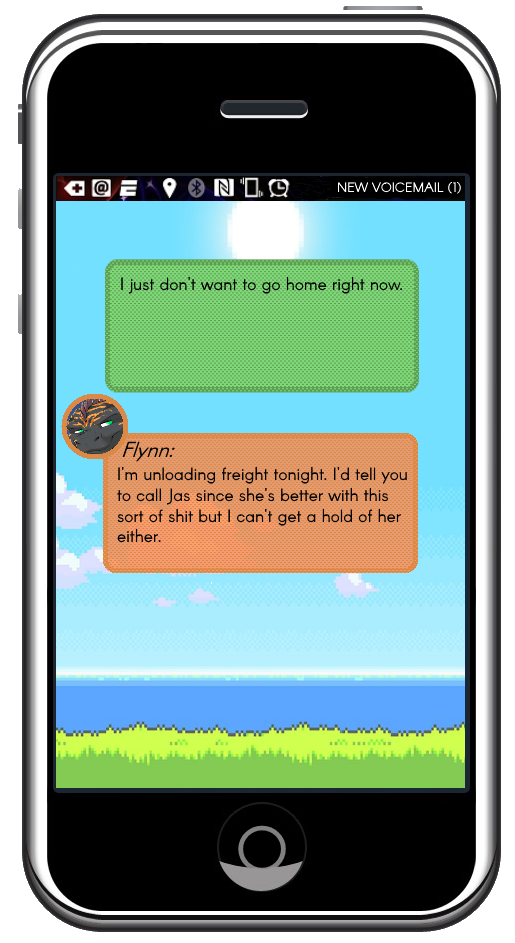 NEW VOICEMAIL (1)
I just don't want to go home right now.
Flynn:
I'm unloading freight tonight. I'd tell you
to call Jas since she's better with this
sort of shit but I can't get a hold of her
either.